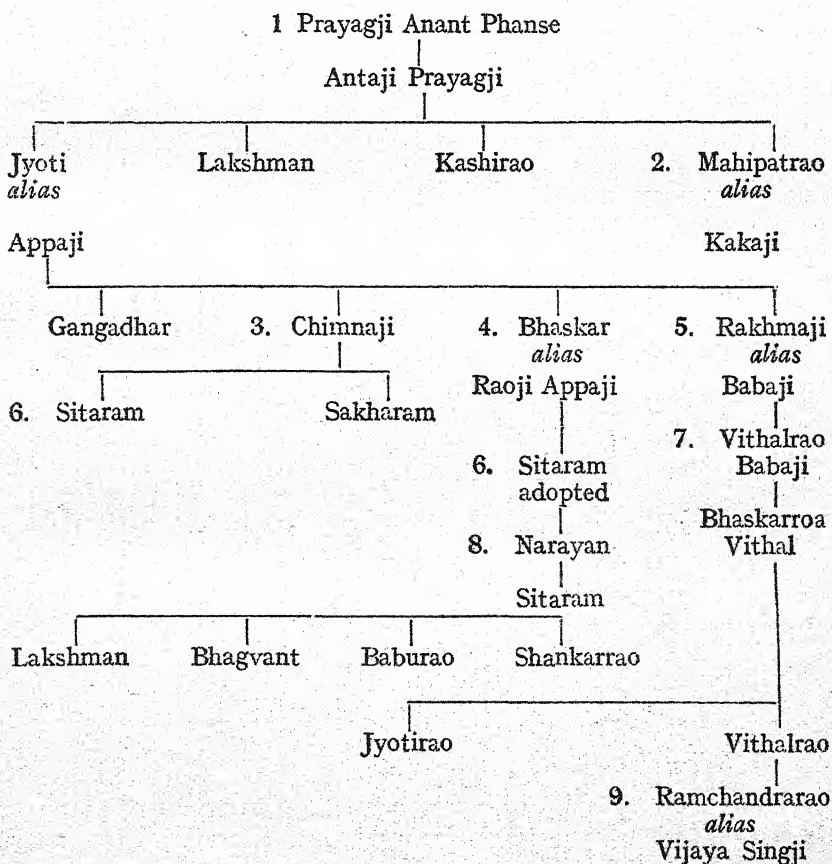 1 Prayagji Anant Phanse
Antaji Prayagji
Jyoti Lakshman Kashirao 2. Mahipatrao
alias alias
Appaji Kakaji
Gangadhar 3. Chimnaji 4. Bhaskar 5. Rakhmaji
alias alias
6. Sitaram Sakharam Raoji Appaji Babaji
6. Sitaram 7. Vithalrao
adopted Babaji
8. Narayan Bhaskarroa
Vithal
Sitaram
Lakshman Bhagvant Baburao Shankarrao
Jyotirao Vithalrao
9. Ramchandrarao
alias
Vijaya Singji